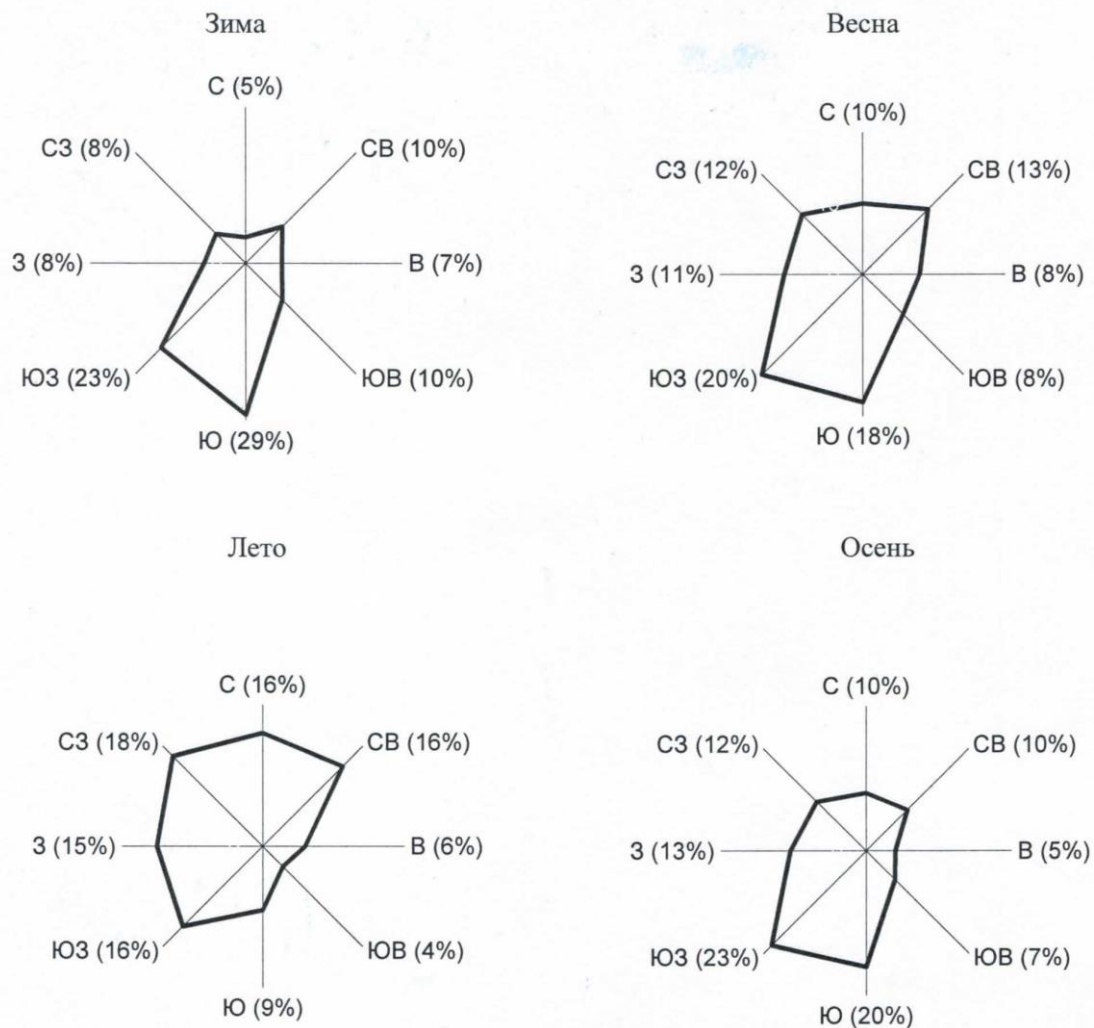 Зима
С (5%)
СЗ (8%)
СВ (10%)
З (8%)
В (7%)
ЮЗ (23%)
ЮВ (10%)
Ю (29%)
Весна
С (10%)
СЗ (12%)
СВ (13%)
З (11%)
В (8%)
ЮЗ (20%)
ЮВ (8%)
Ю (18%)
Лето
С (16%)
СЗ (18%)
СВ (16%)
З (15%)
В (6%)
ЮЗ (16%)
ЮВ (4%)
Ю (9%)
Осень
С (10%)
СЗ (12%)
СВ (10%)
З (13%)
В (5%)
ЮЗ (23%)
ЮВ (7%)
Ю (20%)